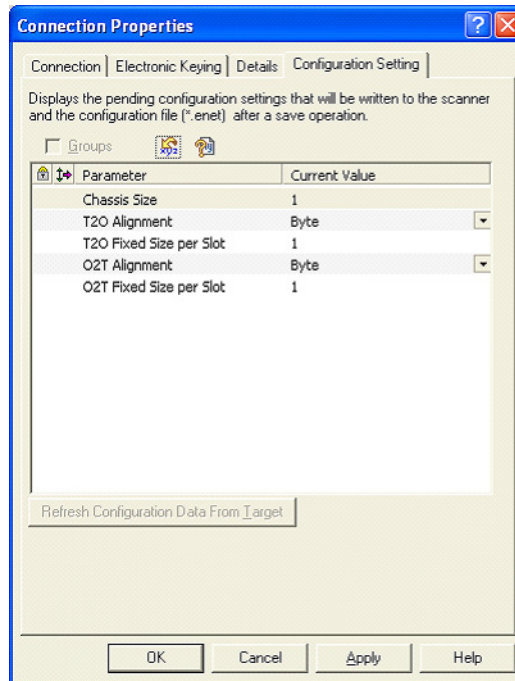 Connection Properties
Connection Electronic Keying Details Configuration Setting
Displays the pending configuration settings that will be written to the scanner
and the configuration file (*.enet) after a save operation.
Groups
Parameter Current Value
Chassis Size 1
T2O Alignment Byte
T2O Fixed Size per Slot 1
O2T Alignment Byte
O2T Fixed Size per Slot 1
Refresh Configuration Data From Target
OK Cancel Apply Help